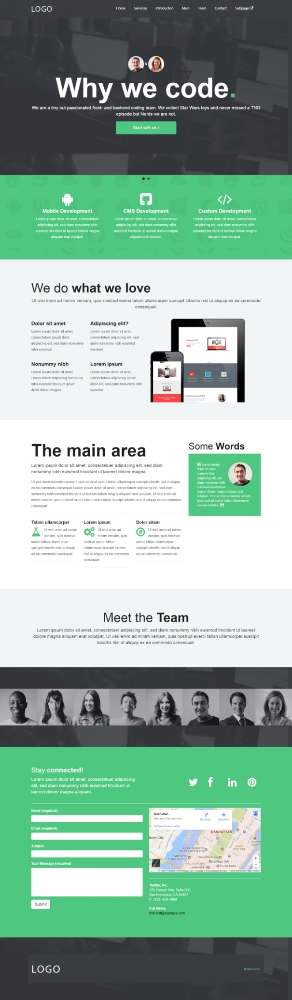 LOGO
Home Services Introduction Main Team Contact Subpage
&
Why we code.
We are a tiny but passionated front- and backend coding team. We collect Star Wars toys and never missed a TNG
episode but Nerds we are not.
Start with us >
Mobile Development
Lorem ipsum dolor sit amet, consectetuer
adipiscing elit, sed diam nonummy nibh
euismod tincidunt ut laoreet dolore magna
aliquam erat volutpat.
CMS Development
Lorem ipsum dolor sit amet, consectetuer
adipiscing elit, sed diam nonummy nibh
euismod tincidunt ut laoreet dolore magna
aliquam erat volutpat.
Custom Development
Lorem ipsum dolor sit amet, consectetuer
adipiscing elit, sed diam nonummy nibh
euismod tincidunt ut laoreet dolore magna
aliquam erat volutpat.
We do what we love
Ut wisi enim ad minim veniam, quis nostrud exerci tation ullamcorper suscipit lobortis nisl ut aliquip ex ea commodo
consequat.
Dolor sit amet
Lorem ipsum dolor sit amet,
consectetuer ipsum dolor
adipiscing elit, sed diam nonummy
nibh euismod.
Adipiscing elit?
Lorem ipsum dolor sit amet,
consectetuer adipiscing elit, sed
diam nonummy nibh euismod
tincidunt.
Nonummy nibh
Lorem ipsum dolor sit amet,
consectetuer adipiscing nonummy
nibh euismod tincidunt ipsum
dolor dolore magna.
Lorem ipsum
Lorem ipsum dolor sit amet,
consectetuer adipiscing ipsum
dolor elit, sed diam nonummy nibh
euismod.
Lorem ipsum dolor
The main area
Lorem ipsum dolor sit amet, consectetuer adipiscing elit, sed diam
nonummy nibh euismod tincidunt ut laoreet dolore magna.
Ut wisi enim ad minim veniam, quis nostrud exerci tation ullamcorper suscipit lobortis nisl ut aliquip
ex ea commodo consequat Lorem ipsum dolor sit amet, consectetuer adipiscing elit, sed diam
nonummy nibh euismod tincidunt ut laoreet dolore magna aliquam erat volutpat. Ut wisi enim ad
minim veniam, quis nostrud exerci tation ullamcorper suscipit lobortis nisl ut aliquip ex ea commodo
consequat.
Tation ullamcorper
Ut wisi enim ad minim
veniam, quis nostrud
exerci tation ullamcorper
suscipit lobortis nisl ut aliquip
ex ea commodo consequat.
Lorem ipsum
Ut wisi enim ad
minim veniam, quis
nostrud exerci tation
ullamcorper suscipit lobortis
nisl ut aliquip ex ea commodo
consequat.
Dolor sitam
Ut wisi enim ad minim
veniam, quis nostrud
exerci tation ullamcorper
suscipit lobortis nisl ut aliquip
ex ea commodo consequat.
Some Words
Lorem ipsum
dolor sit amet,
consectetuer
adipiscing elit, sed
diam nonummy nibh
euismod tincidunt ut
laoreet dolore magna aliquam erat
volutpat. Ut wisi enim ad minim veniam,
quis nostrud exerci tation ullamcorper
suscipit lobortis.
Meet the Team
Lorem ipsum dolor sit amet, consectetuer adipiscing elit, sed diam nonummy nibh euismod tincidunt ut laoreet
dolore magna aliquam erat volutpat. Ut wisi enim ad minim veniam, quis nostrud exerci tation ullamcorper suscipit
lobortis nisl ut aliquip ex ea commodo consequat.
Stay connected!
Lorem ipsum dolor sit amet, consectetuer adipiscing
elit, sed diam nonummy nibh euismod tincidunt ut
laoreet dolore magna aliquam.
Name (required)
Email (required)
Subject
Your Message (required)
Submit
Manhattan
New York City, New York
Größere Karte ansehen
Routenpl...
Speichern
MANHATTAN
Union City
Lincoln Center for
the Performing Arts
UPPER
EAST SIDE
Manhattan
Cruise Terminal
Central Park Zoo
HELL'S KITCHEN
Carnegie Hall
Trump Tower
Twitter, Inc.
795 Folsom Ave, Suite 600
San Francisco, CA 94107
P: (123) 456-7890
Full Name
first.last@example.com
LOGO
Back to top